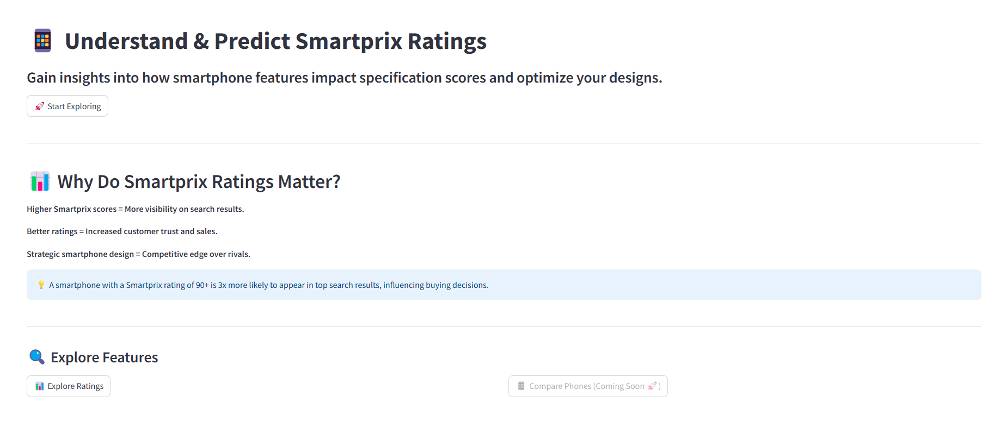 Understand & Predict Smartprix Ratings
Gain insights into how smartphone features impact specification scores and optimize your designs.
🚀 Start Exploring
Why Do Smartprix Ratings Matter?
Higher Smartprix scores = More visibility on search results.
Better ratings = Increased customer trust and sales.
Strategic smartphone design = Competitive edge over rivals.
💡 A smartphone with a Smartprix rating of 90+ is 3x more likely to appear in top search results, influencing buying decisions.
Explore Features
📊 Explore Ratings
📱 Compare Phones (Coming Soon 🚀)